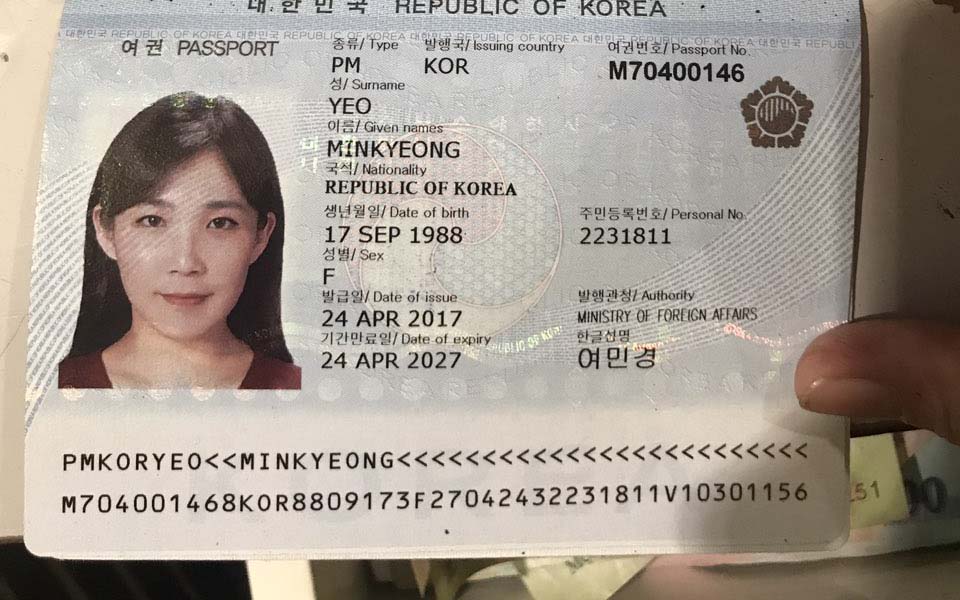 대한민국 REPUBLIC OF KOREA
여권 PASSPORT
종류/ Type 발행국/ Issuing country 여권번호/ Passport No.
PM KOR M70400146
성/ Surname
YEO
이름/ Given names
MINKYEONG
국적/ Nationality
REPUBLIC OF KOREA
생년월일/ Date of birth 주민등록번호/ Personal No.
17 SEP 1988 2231811
성별/ Sex
F
발급일/ Date of issue 발행관청/ Authority
24 APR 2017 MINISTRY OF FOREIGN AFFAIRS
기간만료일/ Date of expiry 한글성명
24 APR 2027 여민경
PMKORYEO<<MINKYEONG<<<<<<<<<<<<<<<<<<<<<<<<<
M704001468KOR8809173F27042432231811V10301156
51